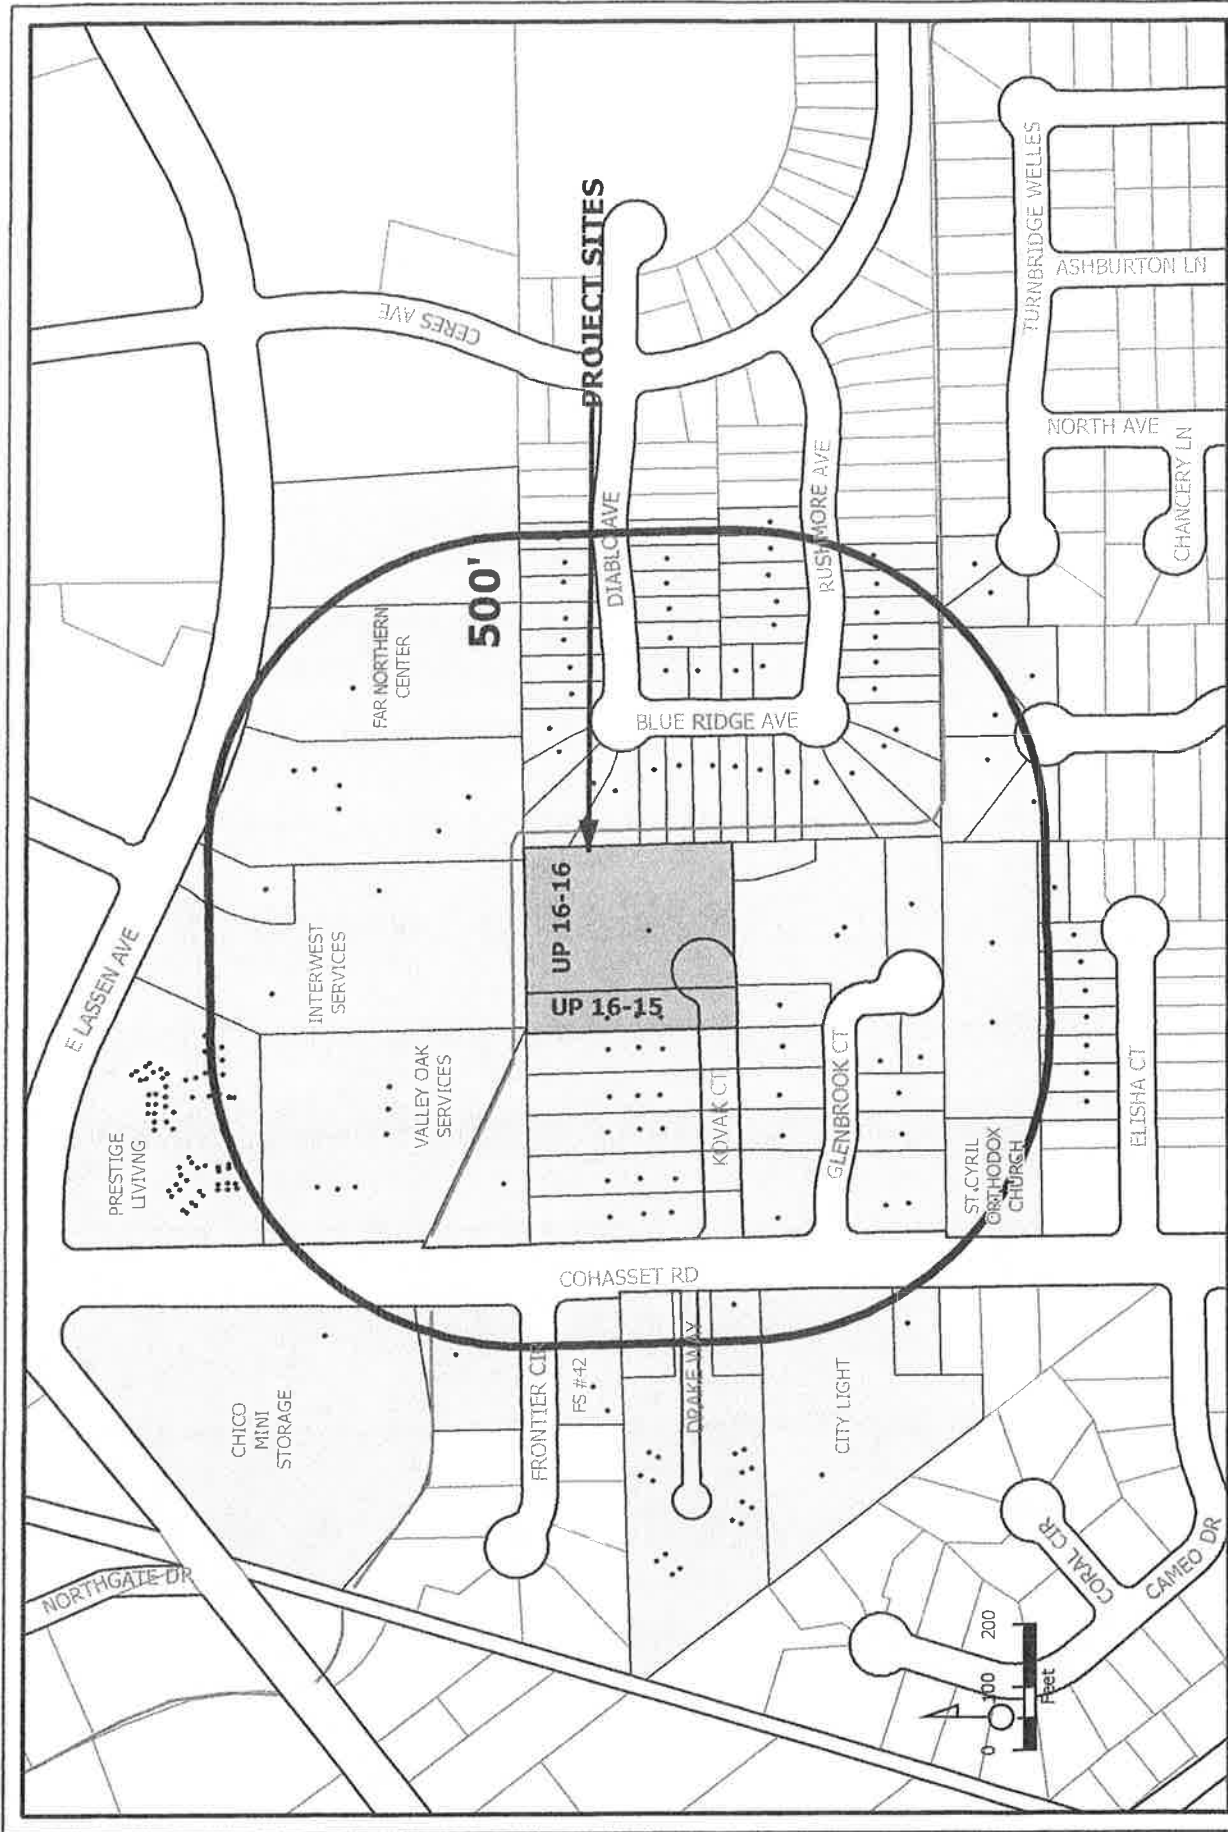 PROJECT SITES
500'
UP 16-16
UP 16-15
CERES AVE
E LASSEN AVE
FAR NORTHERN
CENTER
INTERWEST
SERVICES
VALLEY OAK
SERVICES
PRESTIGE
LIVIVNG
DIABLO AVE
RUSHMORE AVE
BLUE RIDGE AVE
TURNBRIDGE WELLES
ASHBURTON LN
NORTH AVE
CHANCERY LN
KOVAK CT
GLENBROOK CT
ELISHA CT
ST.CYRIL
ORTHODOX
CHURCH
COHASSET RD
CHICO
MINI
STORAGE
FRONTIER CIR
FS #42
DRAKE WAY
CITY LIGHT
NORTHGATE DR
CORAL CIR
CAMEO DR
0 100 200
Feet